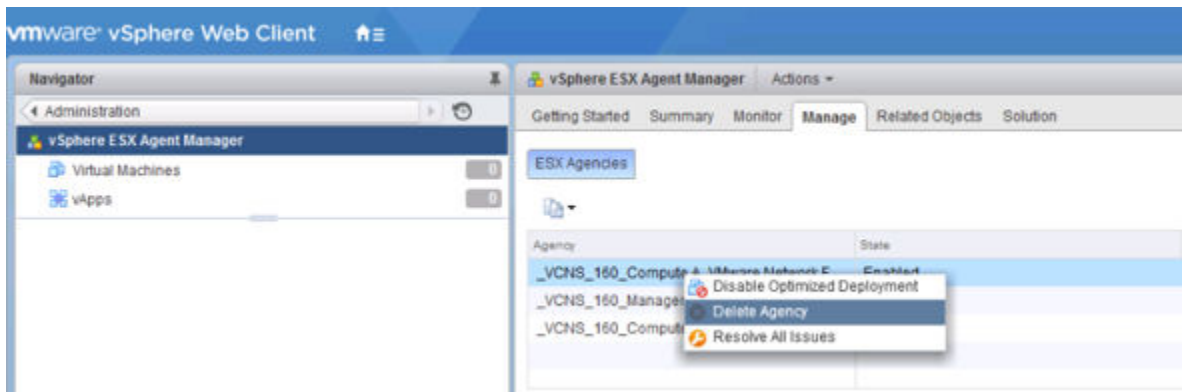 vmware vSphere Web Client
Navigator
Administration
vSphere ESX Agent Manager
Virtual Machines 0
vApps 0
vSphere ESX Agent Manager Actions
Getting Started Summary Monitor Manage Related Objects Solution
ESX Agencies
Agency State
_VCNS_160_Compute A_VMware Network F... Enabled
_VCNS_160_Manage
_VCNS_160_Comput
Disable Optimized Deployment
Delete Agency
Resolve All Issues